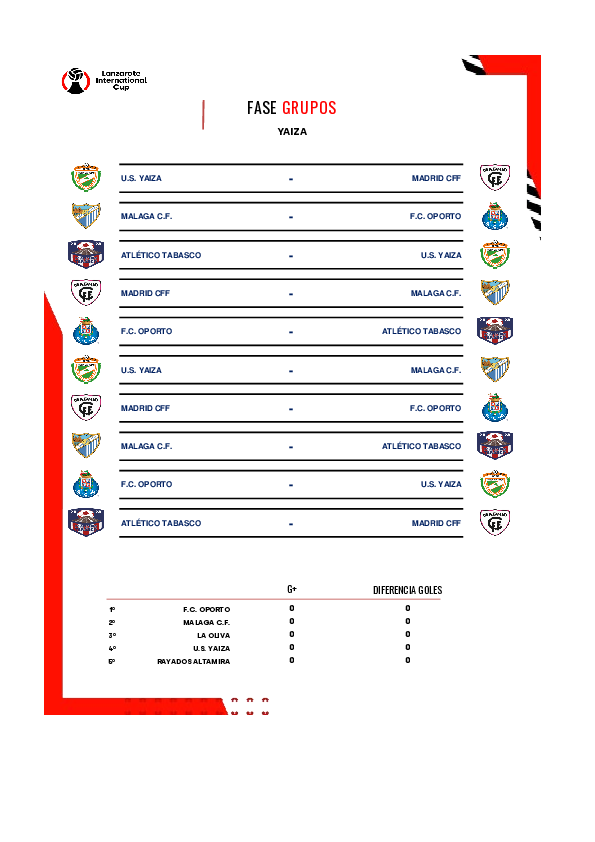 Lanzarote
International
Cup
FASE GRUPOS
YAIZA
U.S. YAIZA - MADRID CFF
MALAGA C.F. - F.C. OPORTO
ATLÉTICO TABASCO - U.S. YAIZA
MADRID CFF - MALAGA C.F.
F.C. OPORTO - ATLÉTICO TABASCO
U.S. YAIZA - MALAGA C.F.
MADRID CFF - F.C. OPORTO
MALAGA C.F. - ATLÉTICO TABASCO
F.C. OPORTO - U.S. YAIZA
ATLÉTICO TABASCO - MADRID CFF
G+ DIFERENCIA GOLES
1º F.C. OPORTO 0 0
2º MALAGA C.F. 0 0
3º LA OLIVA 0 0
4º U.S. YAIZA 0 0
5º RAYADOS ALTAMIRA 0 0